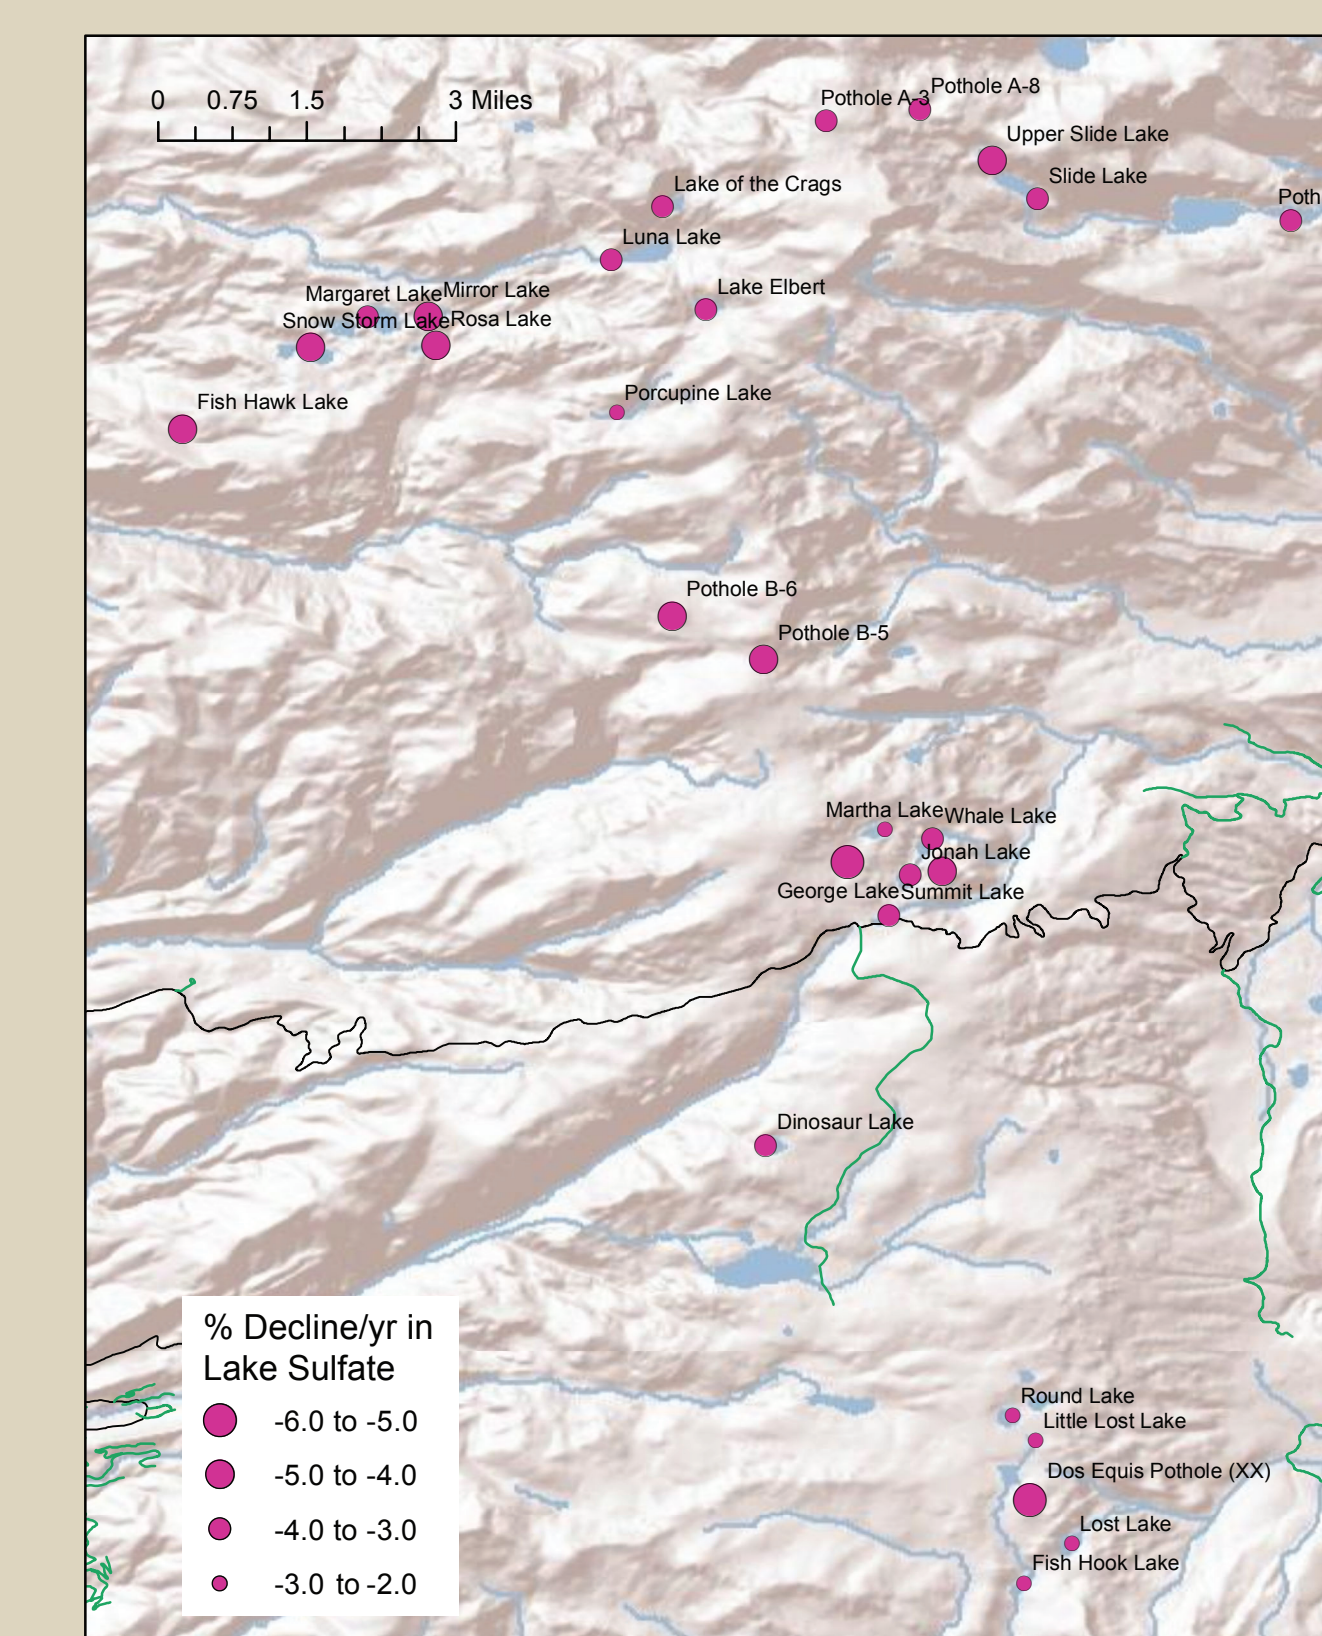 0 0.75 1.5 3 Miles
Pothole A-3
Pothole A-8
Upper Slide Lake
Slide Lake
Poth
Lake of the Crags
Luna Lake
Lake Elbert
Margaret Lake
Mirror Lake
Snow Storm Lake
Rosa Lake
Porcupine Lake
Fish Hawk Lake
Pothole B-6
Pothole B-5
Martha Lake
Whale Lake
Jonah Lake
George Lake
Summit Lake
Dinosaur Lake
% Decline/yr in
Lake Sulfate
-6.0 to -5.0
-5.0 to -4.0
-4.0 to -3.0
-3.0 to -2.0
Round Lake
Little Lost Lake
Dos Equis Pothole (XX)
Lost Lake
Fish Hook Lake